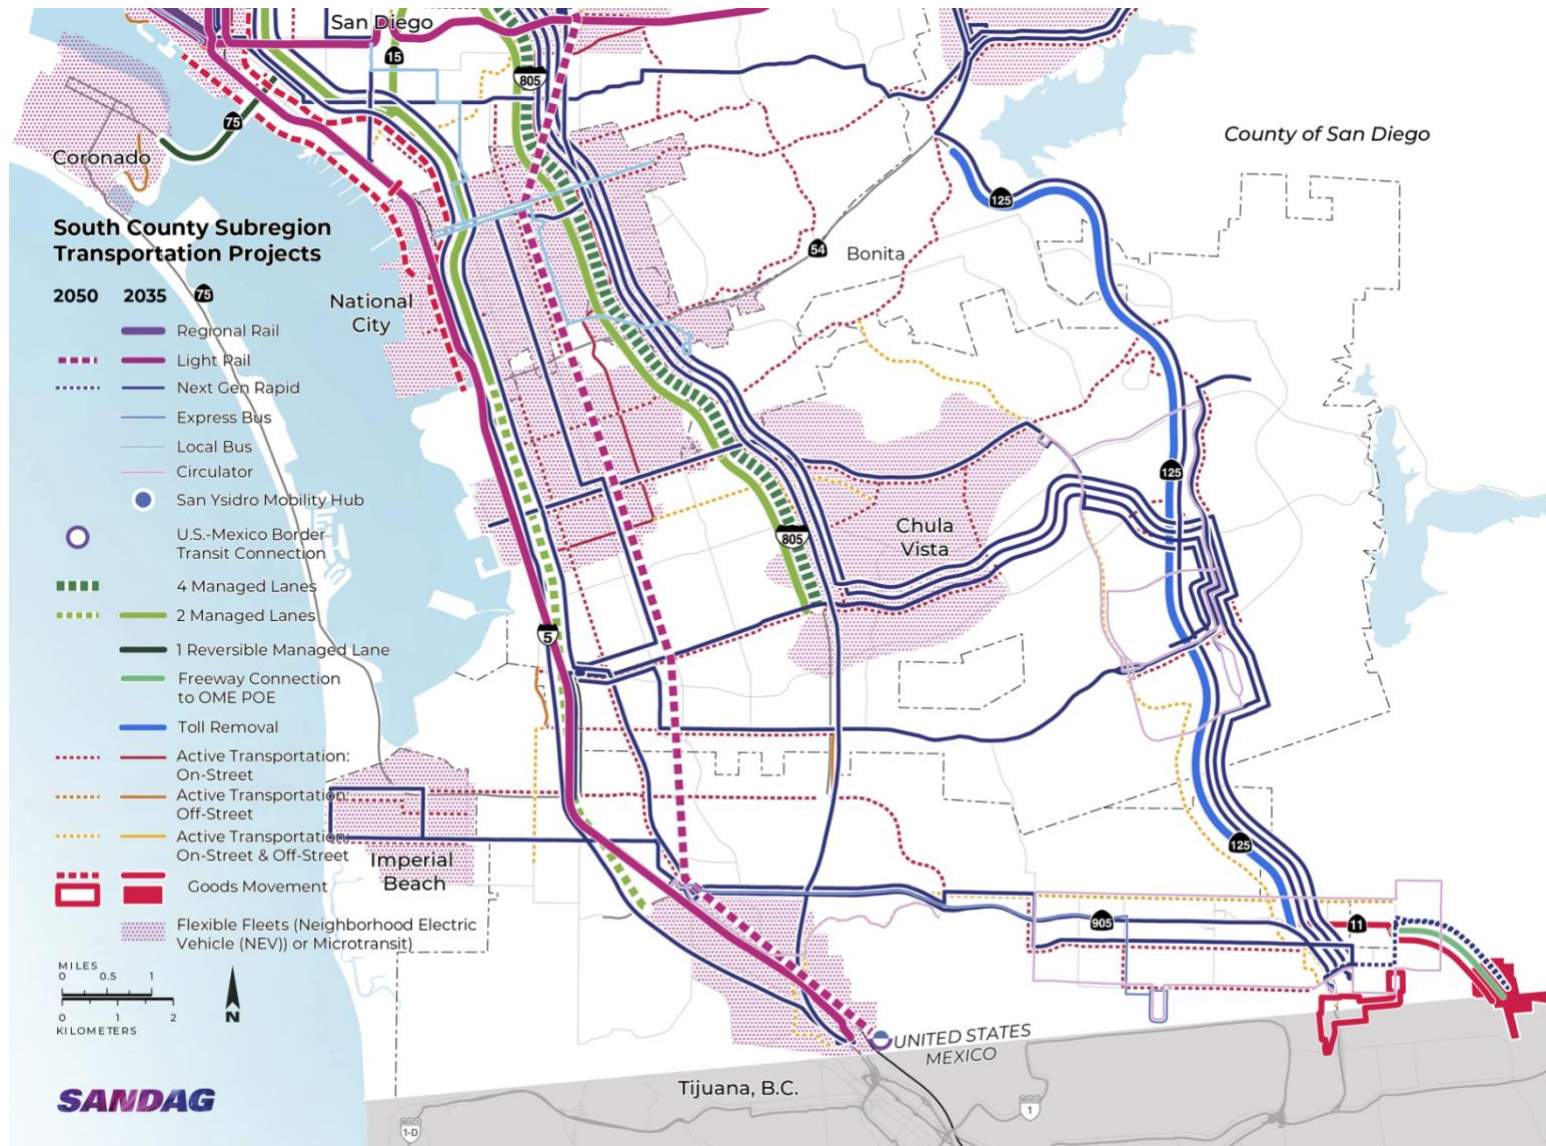 San Diego
15
805
75
Coronado
County of San Diego
125
54
Bonita
South County Subregion
Transportation Projects
2050 2035
75
National
City
Regional Rail
Light Rail
Next Gen Rapid
Express Bus
Local Bus
Circulator
San Ysidro Mobility Hub
U.S.-Mexico Border
Transit Connection
4 Managed Lanes
2 Managed Lanes
1 Reversible Managed Lane
Freeway Connection
to OME POE
Toll Removal
Active Transportation:
On-Street
Active Transportation:
Off-Street
Active Transportation:
On-Street & Off-Street
Goods Movement
Flexible Fleets (Neighborhood Electric
Vehicle (NEV)) or Microtransit)
125
805
Chula
Vista
5
125
Imperial
Beach
905
11
MILES
0 0.5 1
0 1 2
KILOMETERS
N
UNITED STATES
MEXICO
Tijuana, B.C.
SANDAG
1-D
1